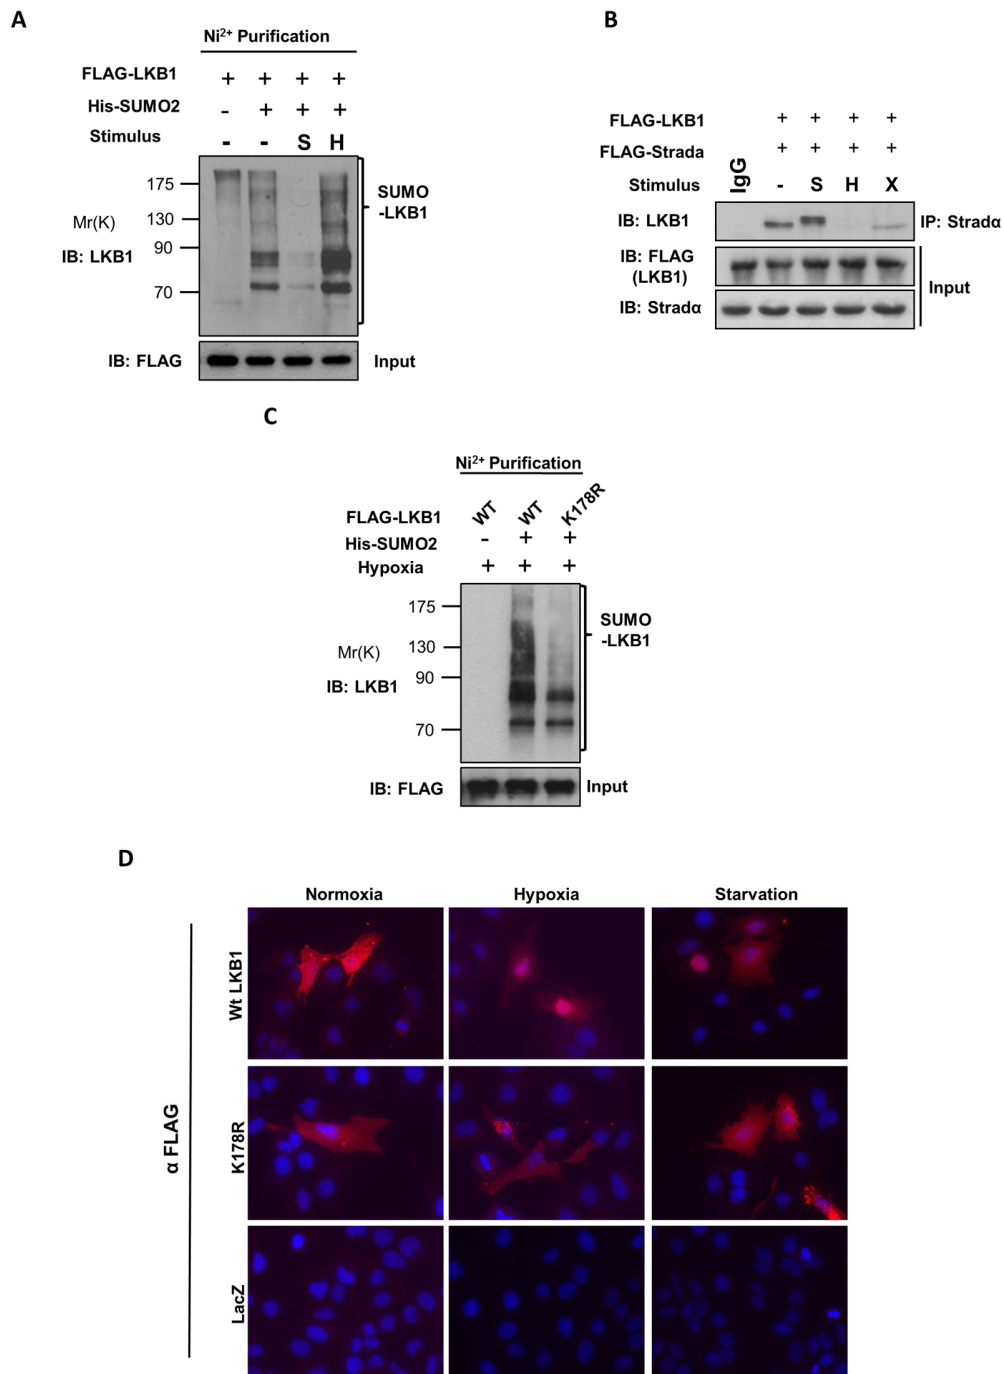 A
Ni²⁺ Purification
FLAG-LKB1 + + + +
His-SUMO2 - + + +
Stimulus - - S H
175
130
90
70
Mr(K)
IB: LKB1
SUMO
-LKB1
IB: FLAG
Input
B
FLAG-LKB1 + + + +
FLAG-Strada + + + +
Stimulus IgG - S H X
IB: LKB1
IP: Stradα
IB: FLAG
(LKB1)
IB: Stradα
Input
C
Ni²⁺ Purification
FLAG-LKB1 WT WT K178R
His-SUMO2 - + +
Hypoxia + + +
175
130
90
70
Mr(K)
IB: LKB1
SUMO
-LKB1
IB: FLAG
Input
D
Normoxia Hypoxia Starvation
α FLAG
Wt LKB1
K178R
LacZ